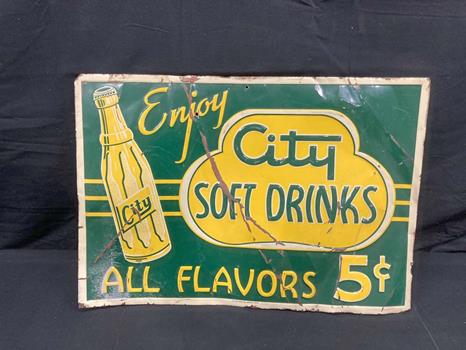 Enjoy
City
SOFT DRINKS
City
ALL FLAVORS 5¢